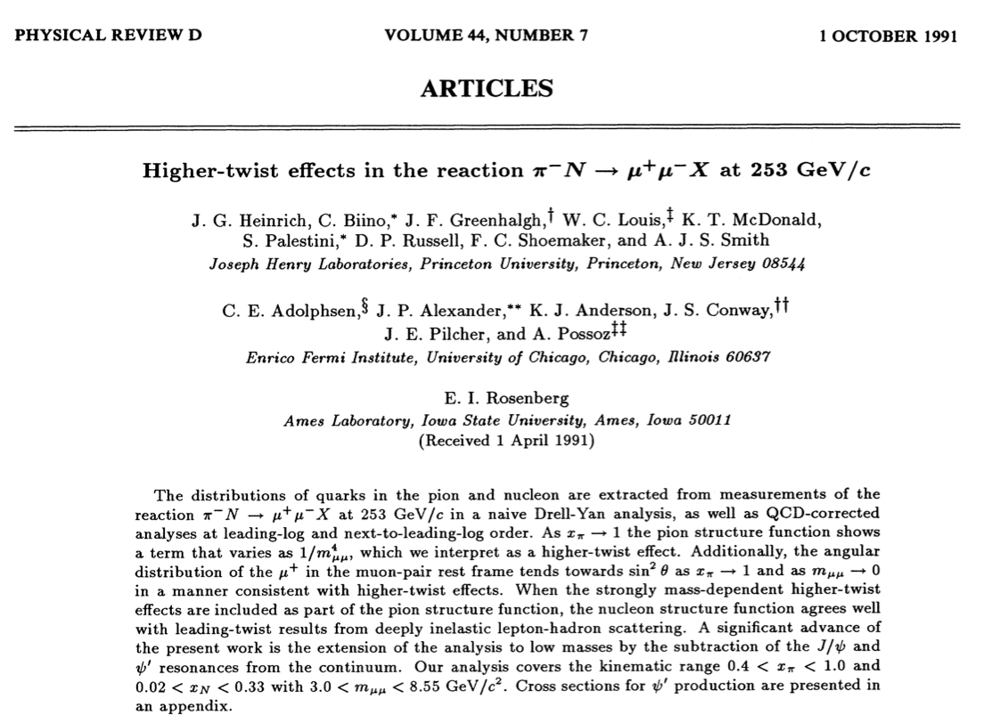 PHYSICAL REVIEW D VOLUME 44, NUMBER 7 1 OCTOBER 1991
ARTICLES
Higher-twist effects in the reaction π⁻N → μ⁺μ⁻X at 253 GeV/c
J. G. Heinrich, C. Biino,* J. F. Greenhalgh,† W. C. Louis,‡ K. T. McDonald,
S. Palestini,* D. P. Russell, F. C. Shoemaker, and A. J. S. Smith
Joseph Henry Laboratories, Princeton University, Princeton, New Jersey 08544
C. E. Adolphsen,§ J. P. Alexander,** K. J. Anderson, J. S. Conway,††
J. E. Pilcher, and A. Possoz‡‡
Enrico Fermi Institute, University of Chicago, Chicago, Illinois 60637
E. I. Rosenberg
Ames Laboratory, Iowa State University, Ames, Iowa 50011
(Received 1 April 1991)
The distributions of quarks in the pion and nucleon are extracted from measurements of the
reaction π⁻N → μ⁺μ⁻X at 253 GeV/c in a naive Drell-Yan analysis, as well as QCD-corrected
analyses at leading-log and next-to-leading-log order. As xπ → 1 the pion structure function shows
a term that varies as 1/m⁴μμ, which we interpret as a higher-twist effect. Additionally, the angular
distribution of the μ⁺ in the muon-pair rest frame tends towards sin² θ as xπ → 1 and as mμμ → 0
in a manner consistent with higher-twist effects. When the strongly mass-dependent higher-twist
effects are included as part of the pion structure function, the nucleon structure function agrees well
with leading-twist results from deeply inelastic lepton-hadron scattering. A significant advance of
the present work is the extension of the analysis to low masses by the subtraction of the J/ψ and
ψ′ resonances from the continuum. Our analysis covers the kinematic range 0.4 < xπ < 1.0 and
0.02 < xN < 0.33 with 3.0 < mμμ < 8.55 GeV/c². Cross sections for ψ′ production are presented in
an appendix.